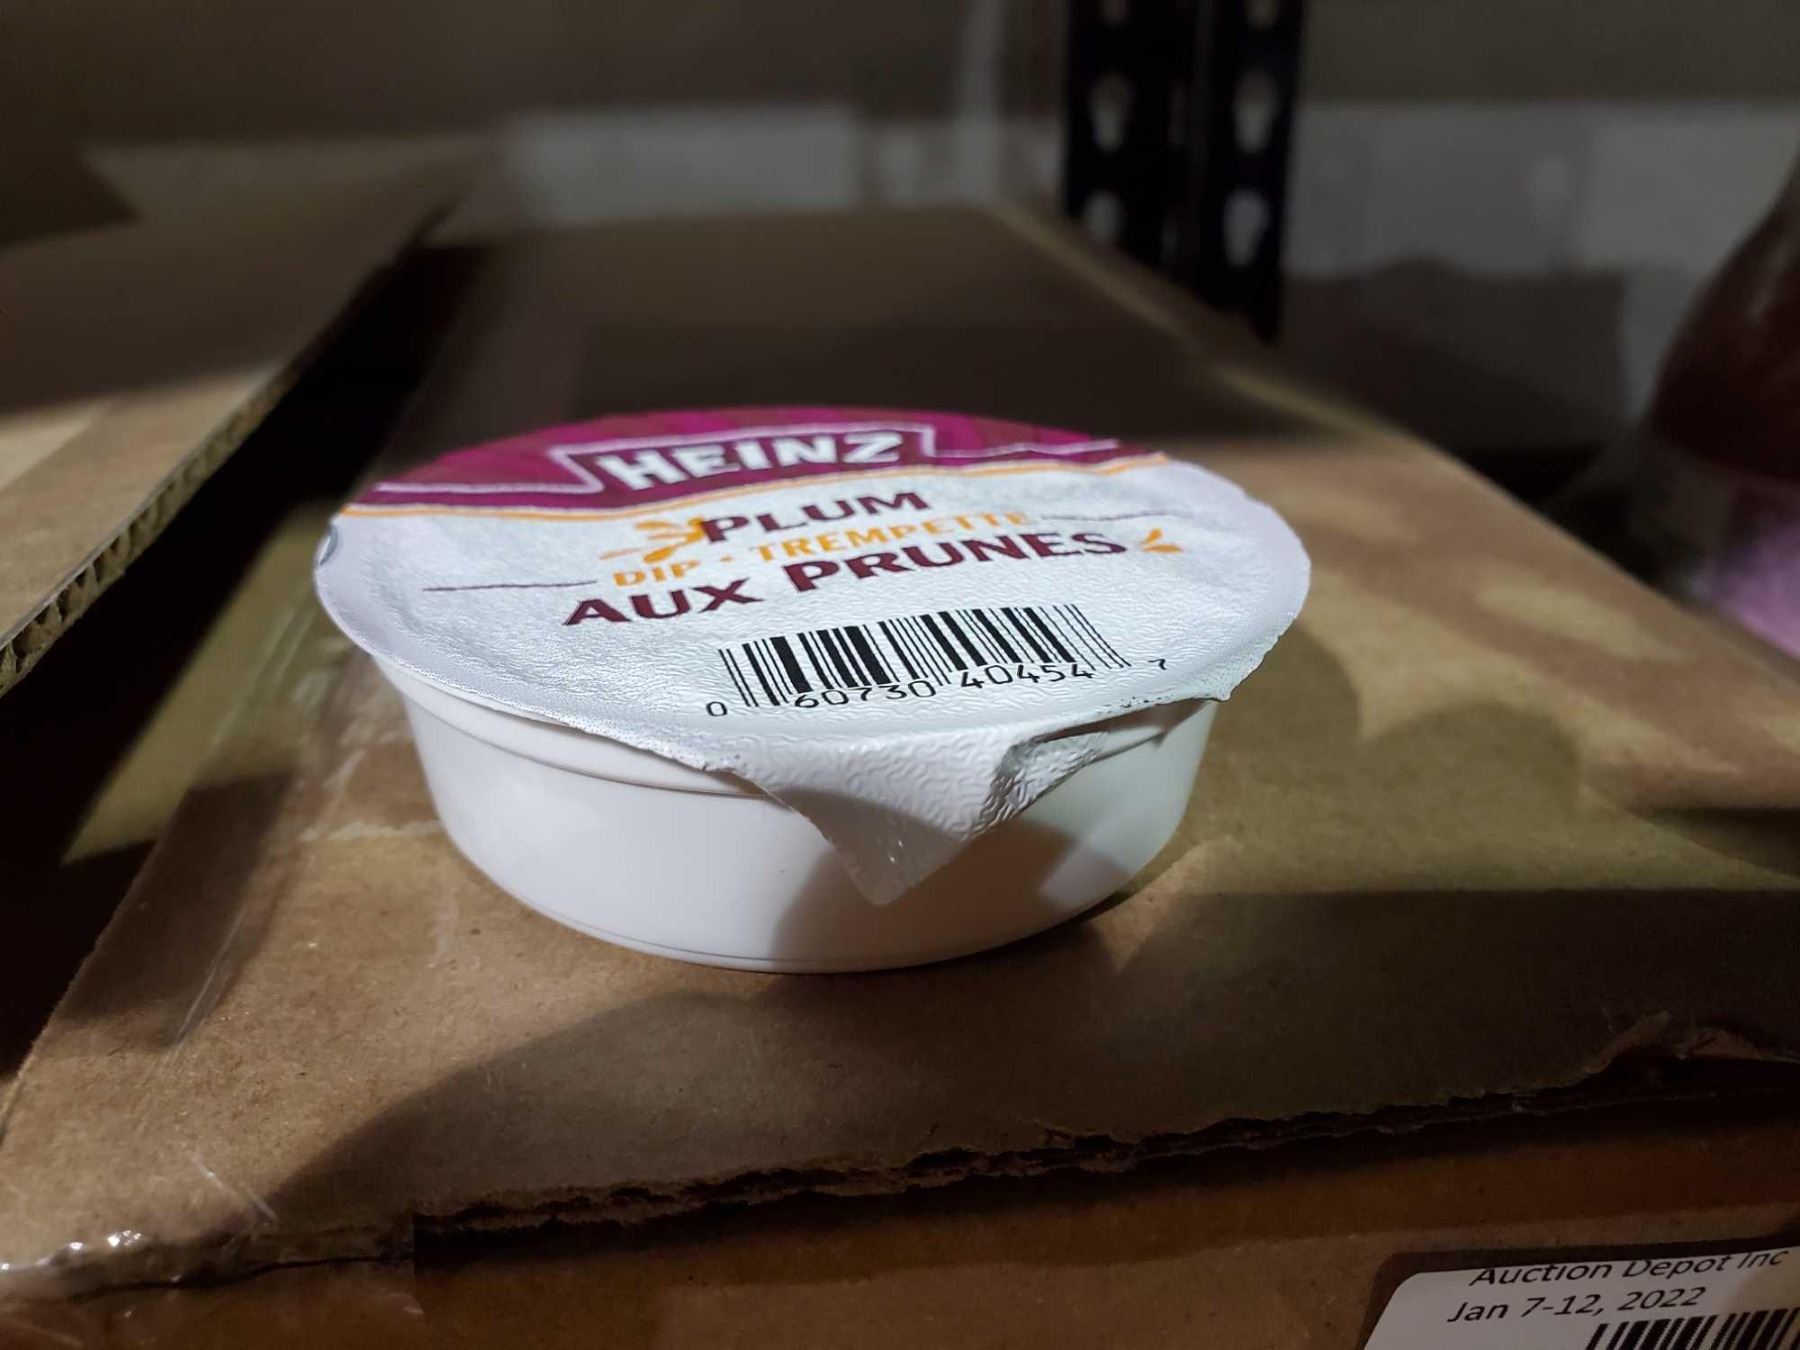 HEINZ
PLUM
DIP • TREMPETTE
AUX PRUNES
0 60730 40454 7
Auction Depot Inc
Jan 7-12, 2022